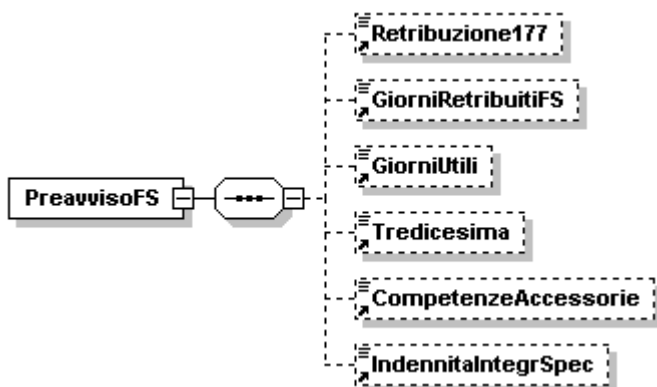 Retribuzione177
GiorniRetribuitiFS
GiorniUtili
PreavvisoFS
Tredicesima
CompetenzeAccessorie
IndennitaIntegrSpec